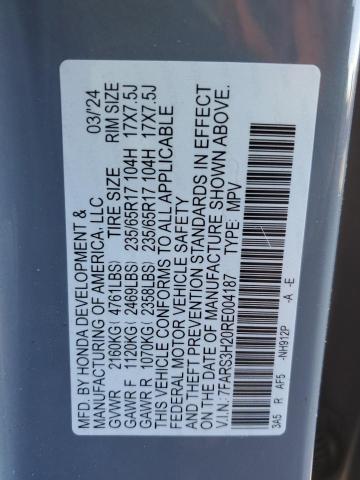 MFD.BY HONDA DEVELOPMENT & 03/'24
MANUFACTURING OF AMERICA, LLC
TIRE SIZE RIM SIZE
GVWR 2160KG ( 4761LBS)
GAWR F 1120KG ( 2469LBS) 235/65R17 104H 17X7.5J
GAWR R 1070KG ( 2358LBS) 235/65R17 104H 17X7.5J
THIS VEHICLE CONFORMS TO ALL APPLICABLE
FEDERAL MOTOR VEHICLE SAFETY
AND THEFT PREVENTION STANDARDS IN EFFECT
ON THE DATE OF MANUFACTURE SHOWN ABOVE.
V.I.N.: 7FARS3H20RE004187 TYPE: MPV
3A5 R AF5 -NH912P -A -E